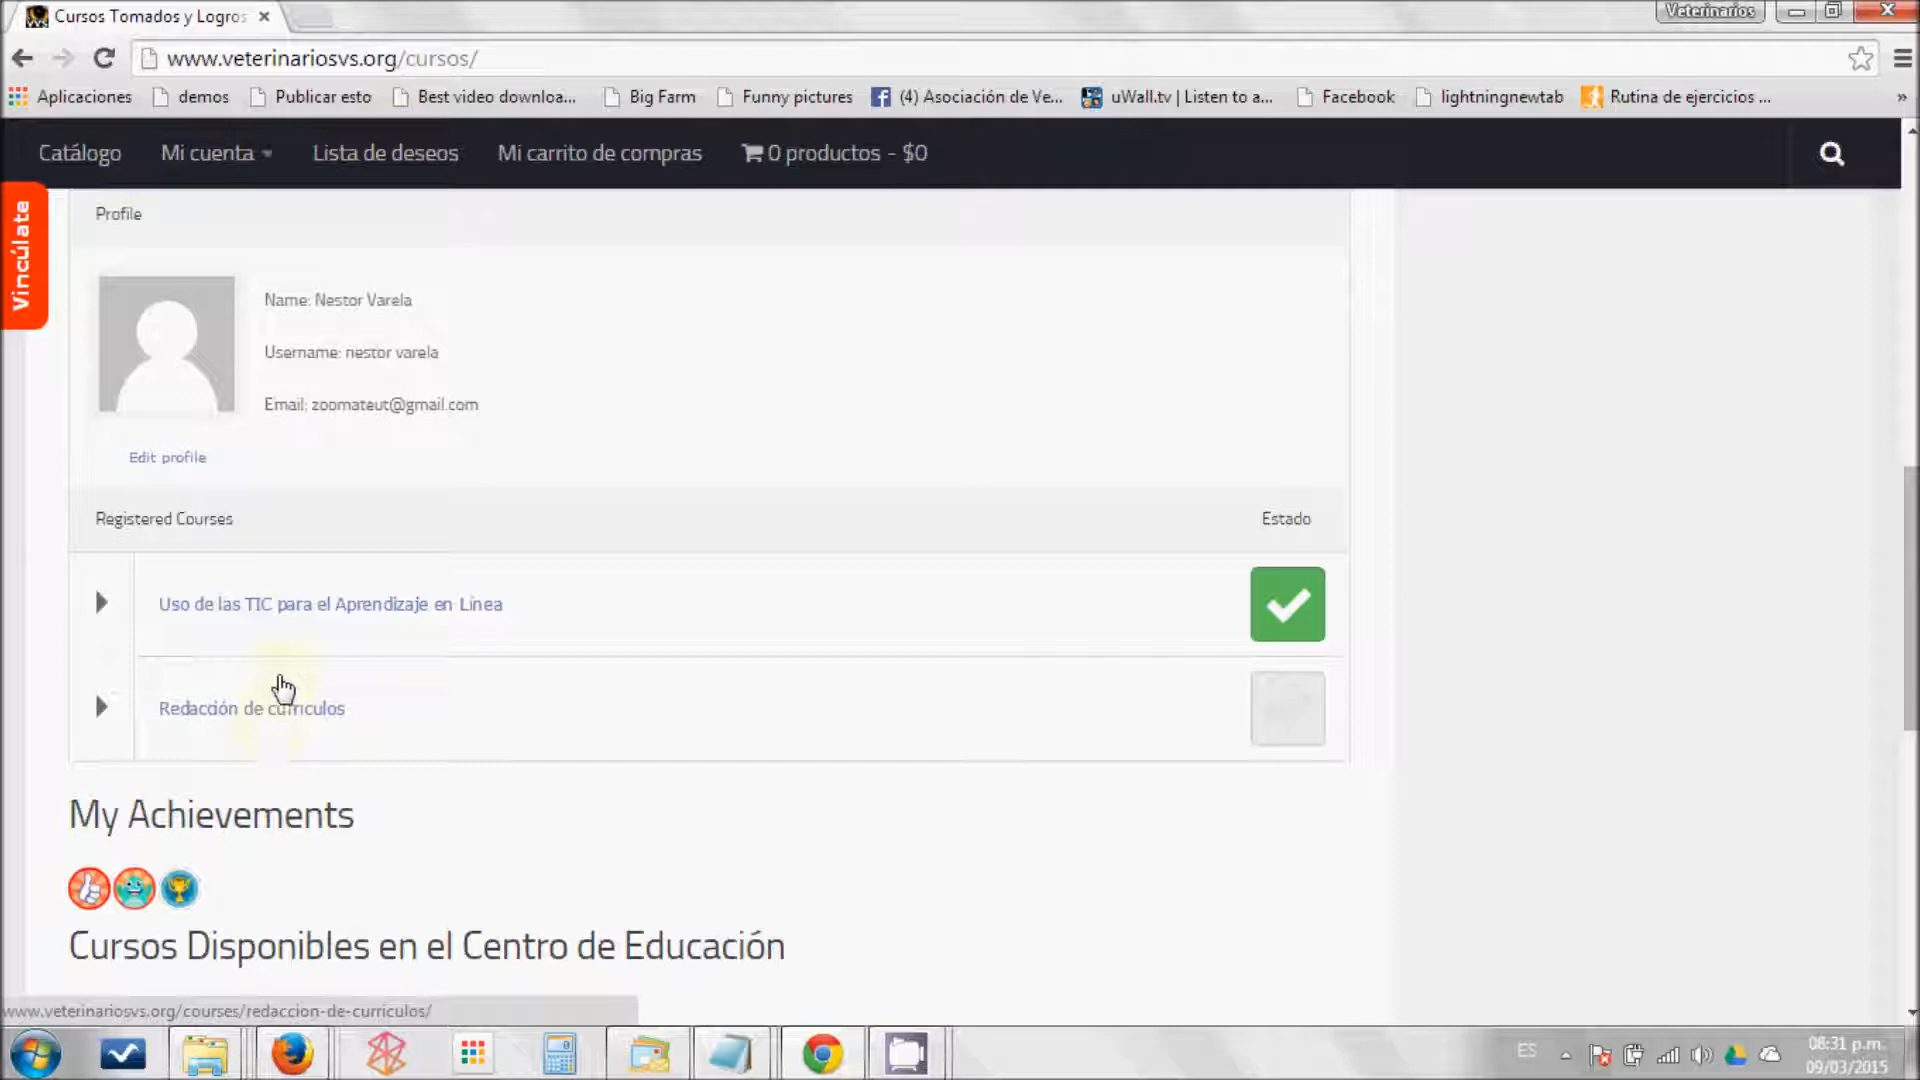 Cursos Tomados y Logros
Veterinarios
www.veterinariosvs.org/cursos/
Aplicaciones demos Publicar esto Best video downloa... Big Farm Funny pictures (4) Asociación de Ve... uWall.tv | Listen to a... Facebook lightningnewtab Rutina de ejercicios ... »
Catálogo Mi cuenta Lista de deseos Mi carrito de compras 0 productos - $0
Vincúlate
Profile
Name: Nestor Varela
Username: nestor varela
Email: zoomateut@gmail.com
Edit profile
Registered Courses Estado
Uso de las TIC para el Aprendizaje en Línea
Redacción de curriculos
My Achievements
Cursos Disponibles en el Centro de Educación
www.veterinariosvs.org/courses/redaccion-de-curriculos/
ES
08:31 p.m.
09/03/2015